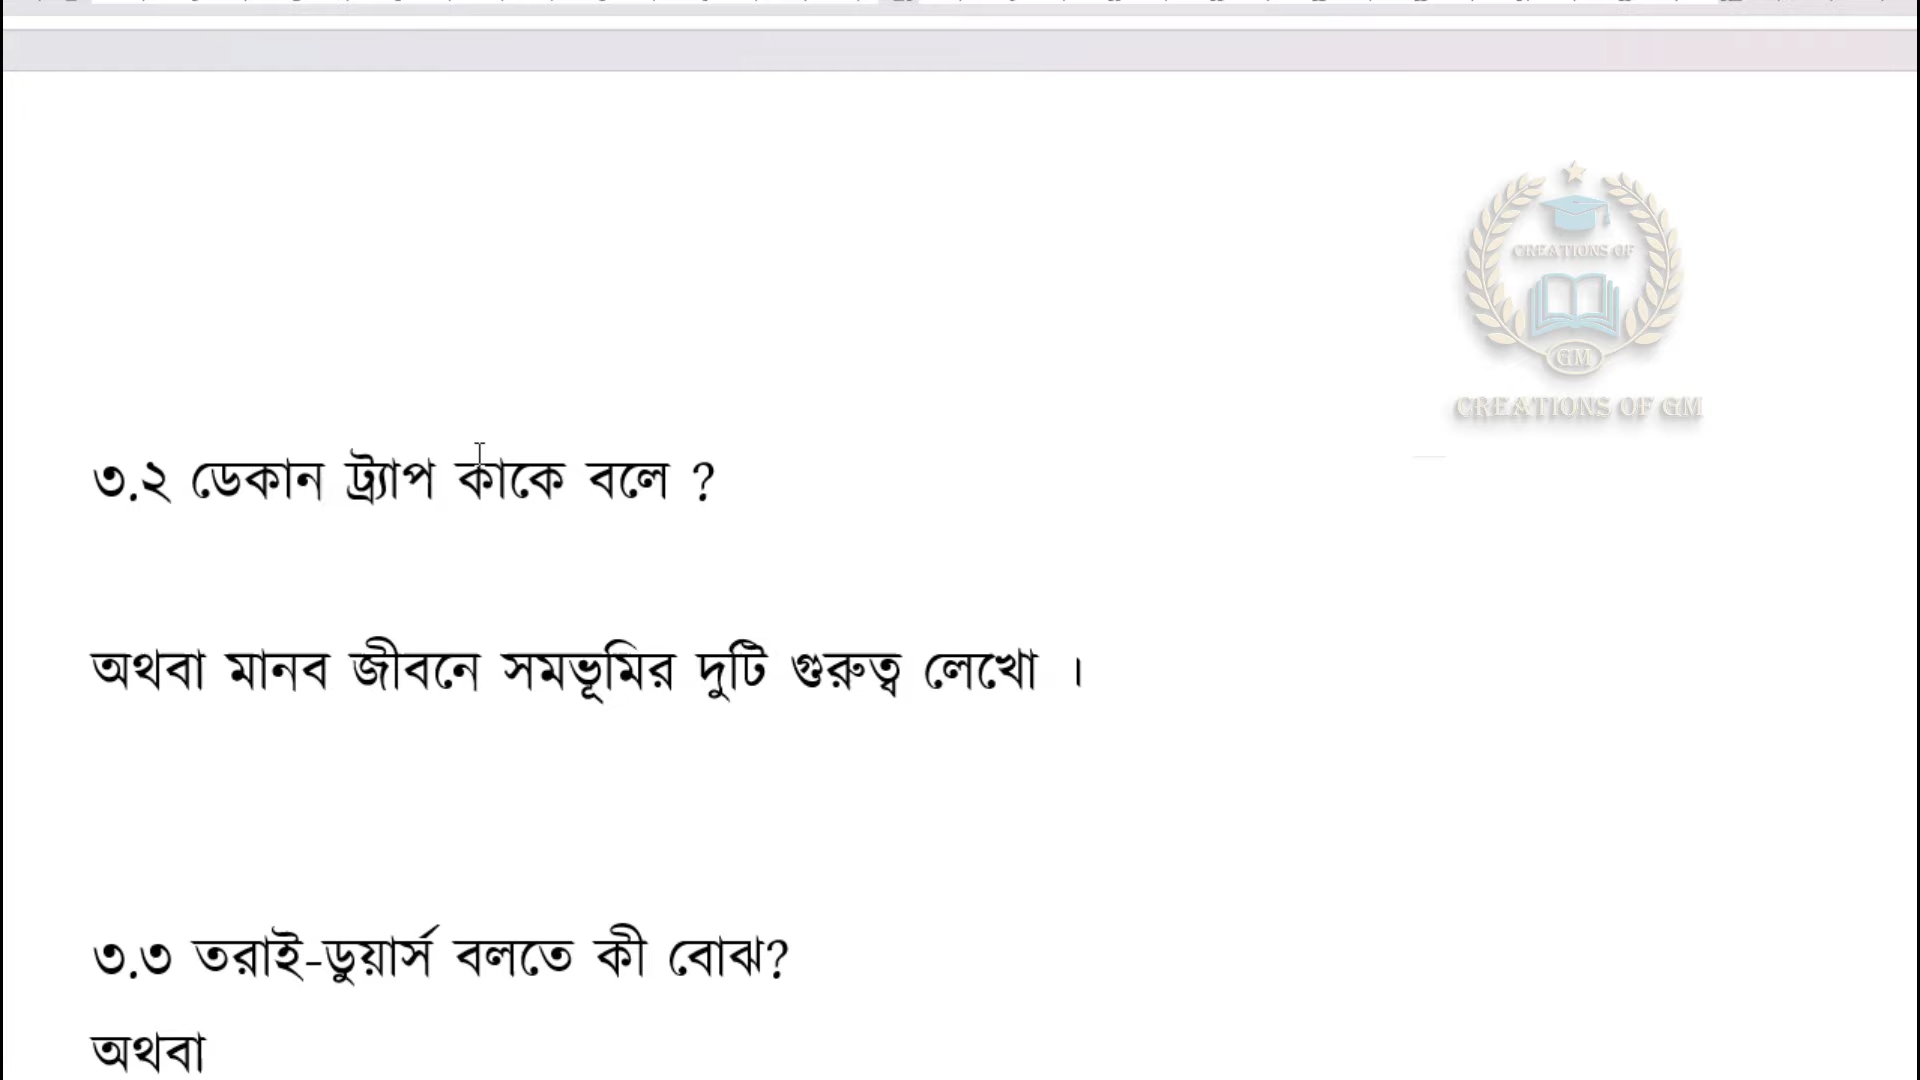 CREATIONS OF
GM
CREATIONS OF GM
৩.২ ডেকান ট্র্যাপ কাকে বলে ?
অথবা মানব জীবনে সমভূমির দুটি গুরুত্ব লেখো ।
৩.৩ তরাই-ডুয়ার্স বলতে কী বোঝ?
অথবা